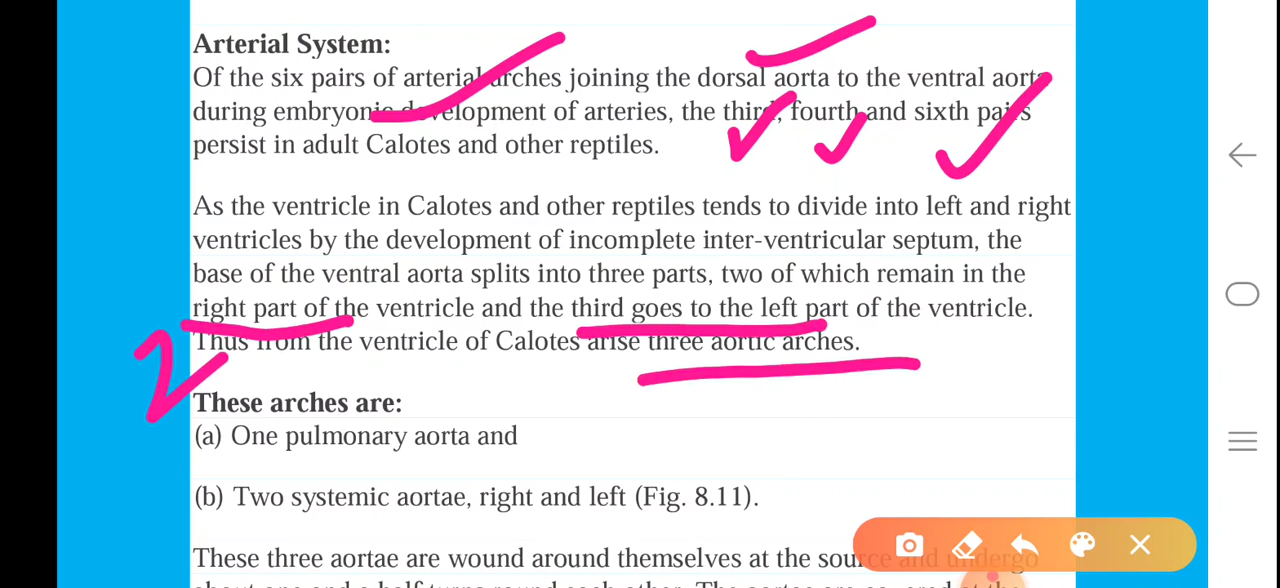 Arterial System:
Of the six pairs of arterial arches joining the dorsal aorta to the ventral aorta
during embryonic development of arteries, the third, fourth and sixth pairs
persist in adult Calotes and other reptiles.
As the ventricle in Calotes and other reptiles tends to divide into left and right
ventricles by the development of incomplete inter-ventricular septum, the
base of the ventral aorta splits into three parts, two of which remain in the
right part of the ventricle and the third goes to the left part of the ventricle.
Thus from the ventricle of Calotes arise three aortic arches.
2
These arches are:
(a) One pulmonary aorta and
(b) Two systemic aortae, right and left (Fig. 8.11).
These three aortae are wound around themselves at the source and undergo